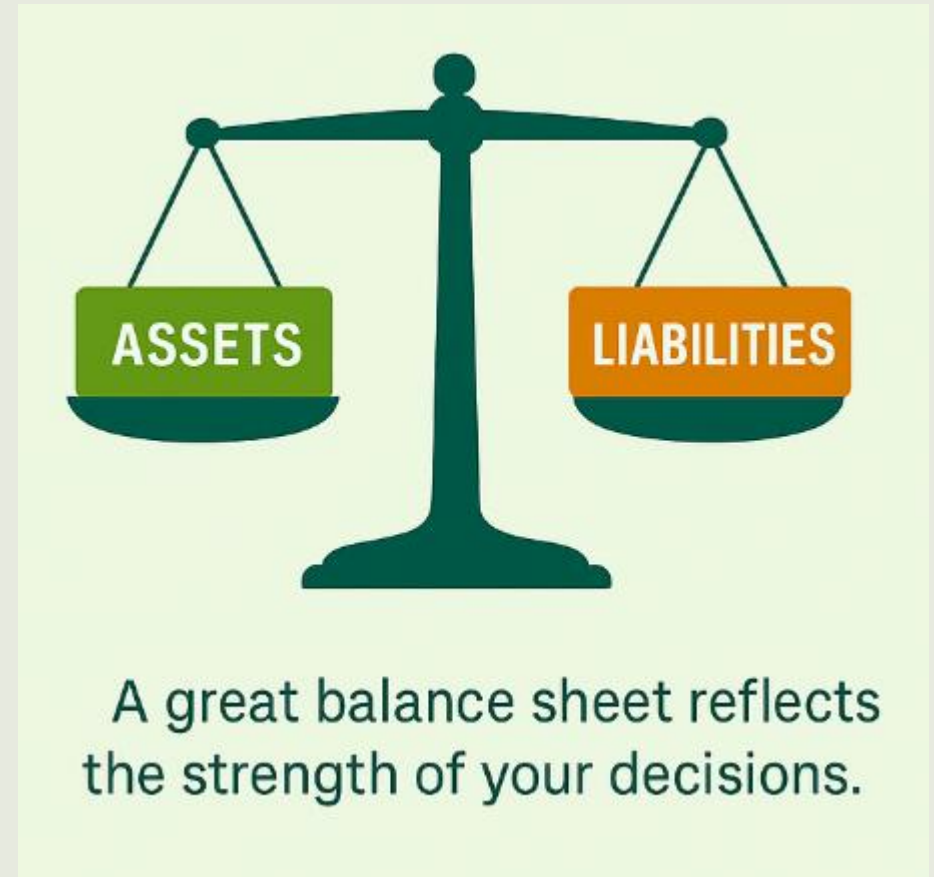 ASSETS
LIABILITIES
A great balance sheet reflects
the strength of your decisions.